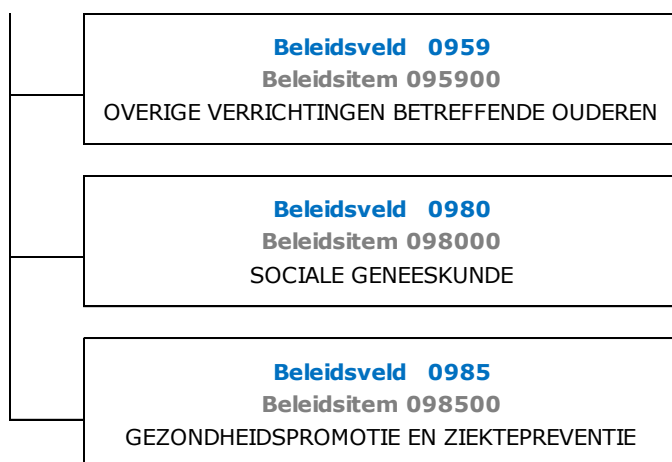 Beleidsveld 0959
Beleidsitem 095900
OVERIGE VERRICHTINGEN BETREFFENDE OUDEREN
Beleidsveld 0980
Beleidsitem 098000
SOCIALE GENEESKUNDE
Beleidsveld 0985
Beleidsitem 098500
GEZONDHEIDSPROMOTIE EN ZIEKTEPREVENTIE